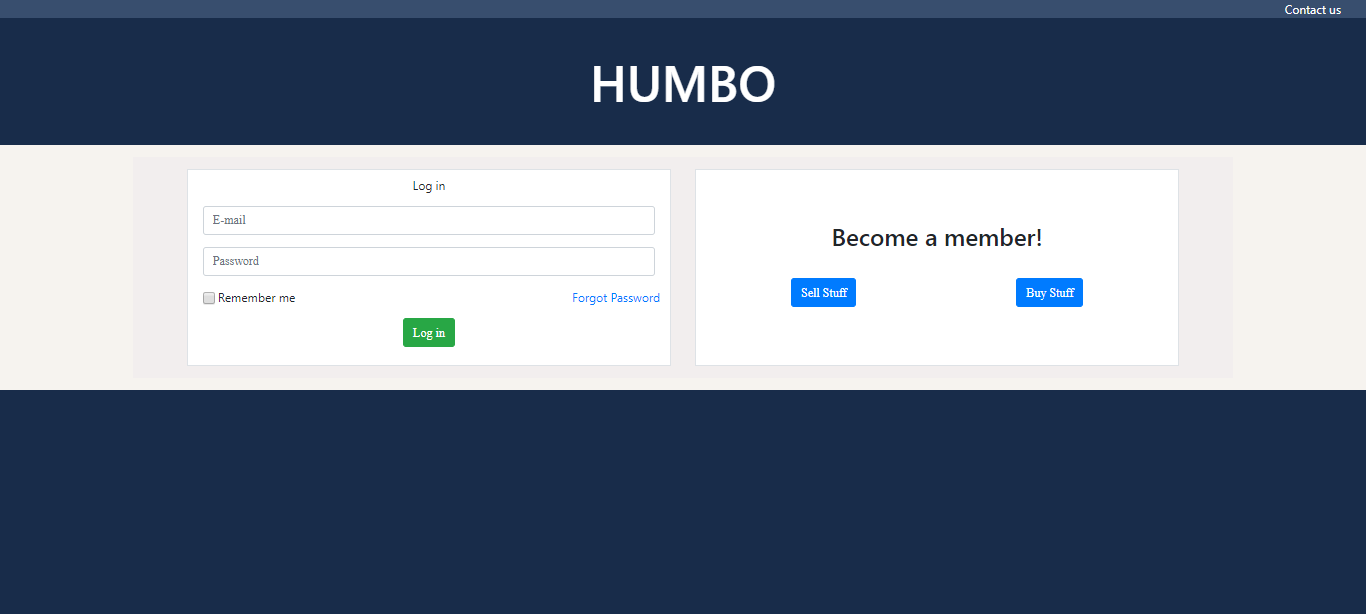 Contact us
HUMBO
Log in
E-mail
Password
Remember me Forgot Password
Log in
Become a member!
Sell Stuff Buy Stuff